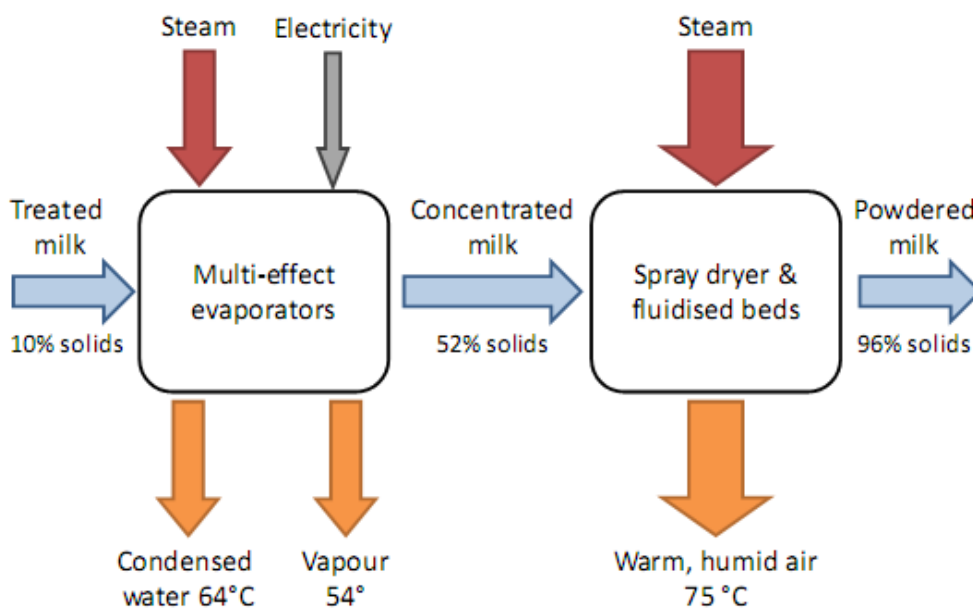 Steam
Electricity
Steam
Treated
milk
10% solids
Multi-effect
evaporators
Concentrated
milk
52% solids
Spray dryer &
fluidised beds
Powdered
milk
96% solids
Condensed
water 64°C
Vapour
54°
Warm, humid air
75 °C